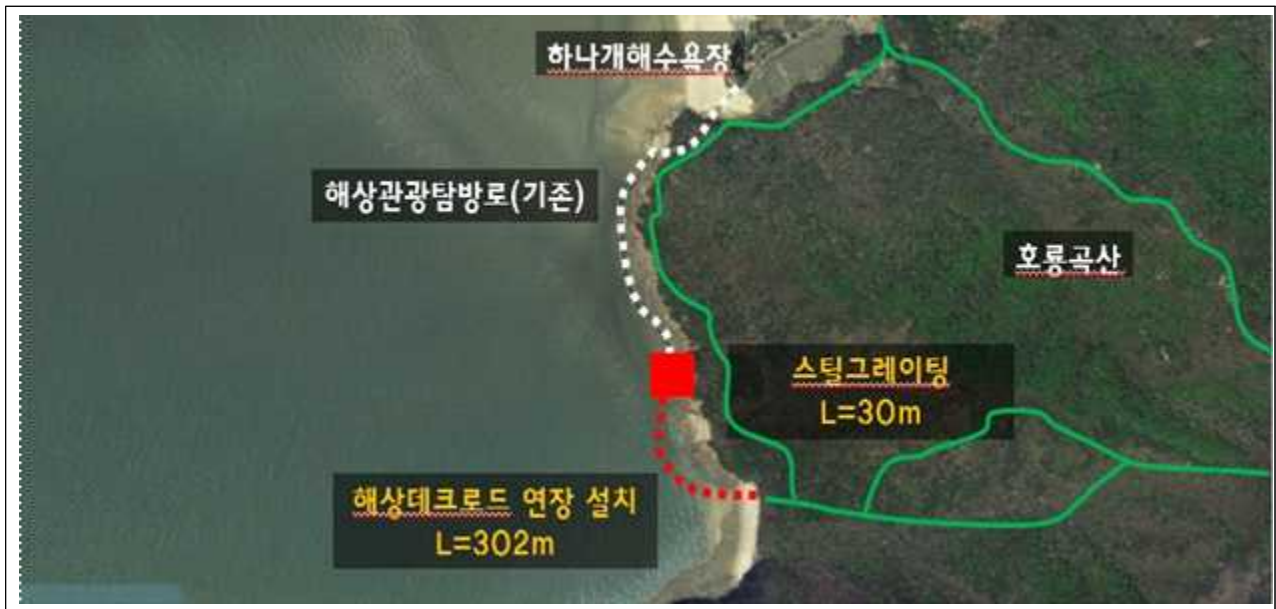 하나개해수욕장
해상관광탐방로(기존)
호룡곡산
스틸그레이팅
L=30m
해상데크로드 연장 설치
L=302m